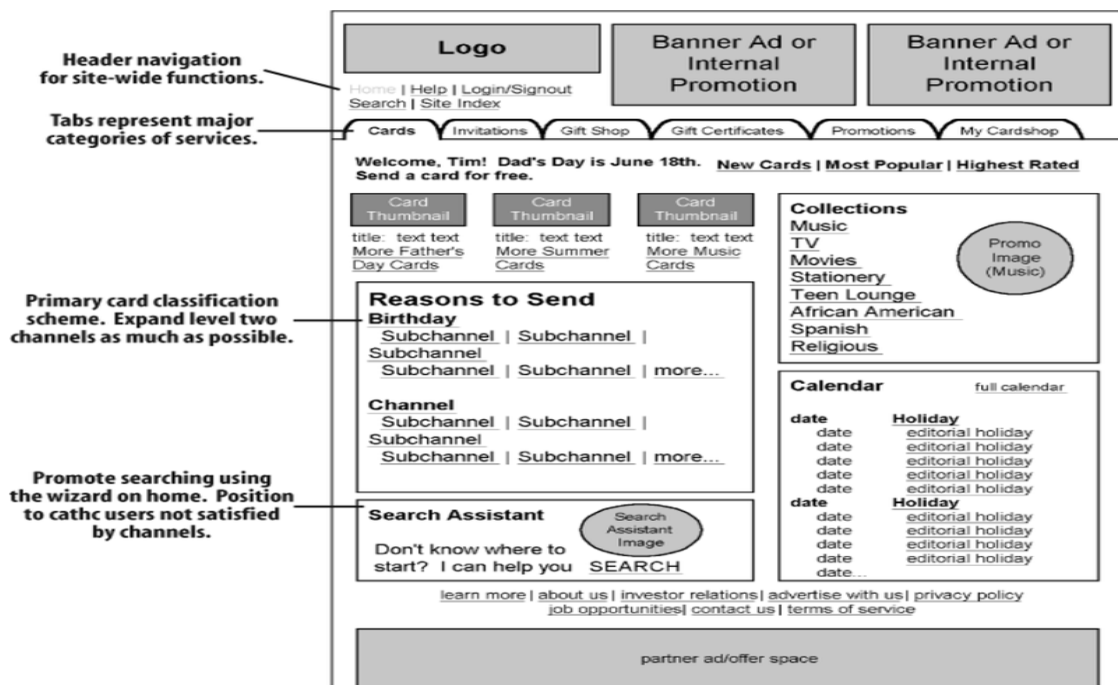 Header navigation
for site-wide functions.
Tabs represent major
categories of services.
Primary card classification
scheme. Expand level two
channels as much as possible.
Promote searching using
the wizard on home. Position
to cathc users not satisfied
by channels.
Logo
Banner Ad or
Internal
Promotion
Banner Ad or
Internal
Promotion
Home | Help | Login/Signout
Search | Site Index
Cards
Invitations
Gift Shop
Gift Certificates
Promotions
My Cardshop
Welcome, Tim! Dad's Day is June 18th.
Send a card for free.
New Cards | Most Popular | Highest Rated
Card
Thumbnail
title: text text
More Father's
Day Cards
Card
Thumbnail
title: text text
More Summer
Cards
Card
Thumbnail
title: text text
More Music
Cards
Reasons to Send
Birthday
Subchannel | Subchannel |
Subchannel
Subchannel | Subchannel | more...
Channel
Subchannel | Subchannel |
Subchannel
Subchannel | Subchannel | more...
Search Assistant
Don't know where to
start? I can help you SEARCH
Search
Assistant
Image
Collections
Music
TV
Movies
Stationery
Teen Lounge
African American
Spanish
Religious
Promo
Image
(Music)
Calendar full calendar
date Holiday
date editorial holiday
date editorial holiday
date editorial holiday
date editorial holiday
date editorial holiday
date Holiday
date editorial holiday
date editorial holiday
date editorial holiday
date editorial holiday
date...
learn more | about us | investor relations| advertise with us| privacy policy
job opportunities| contact us | terms of service
partner ad/offer space